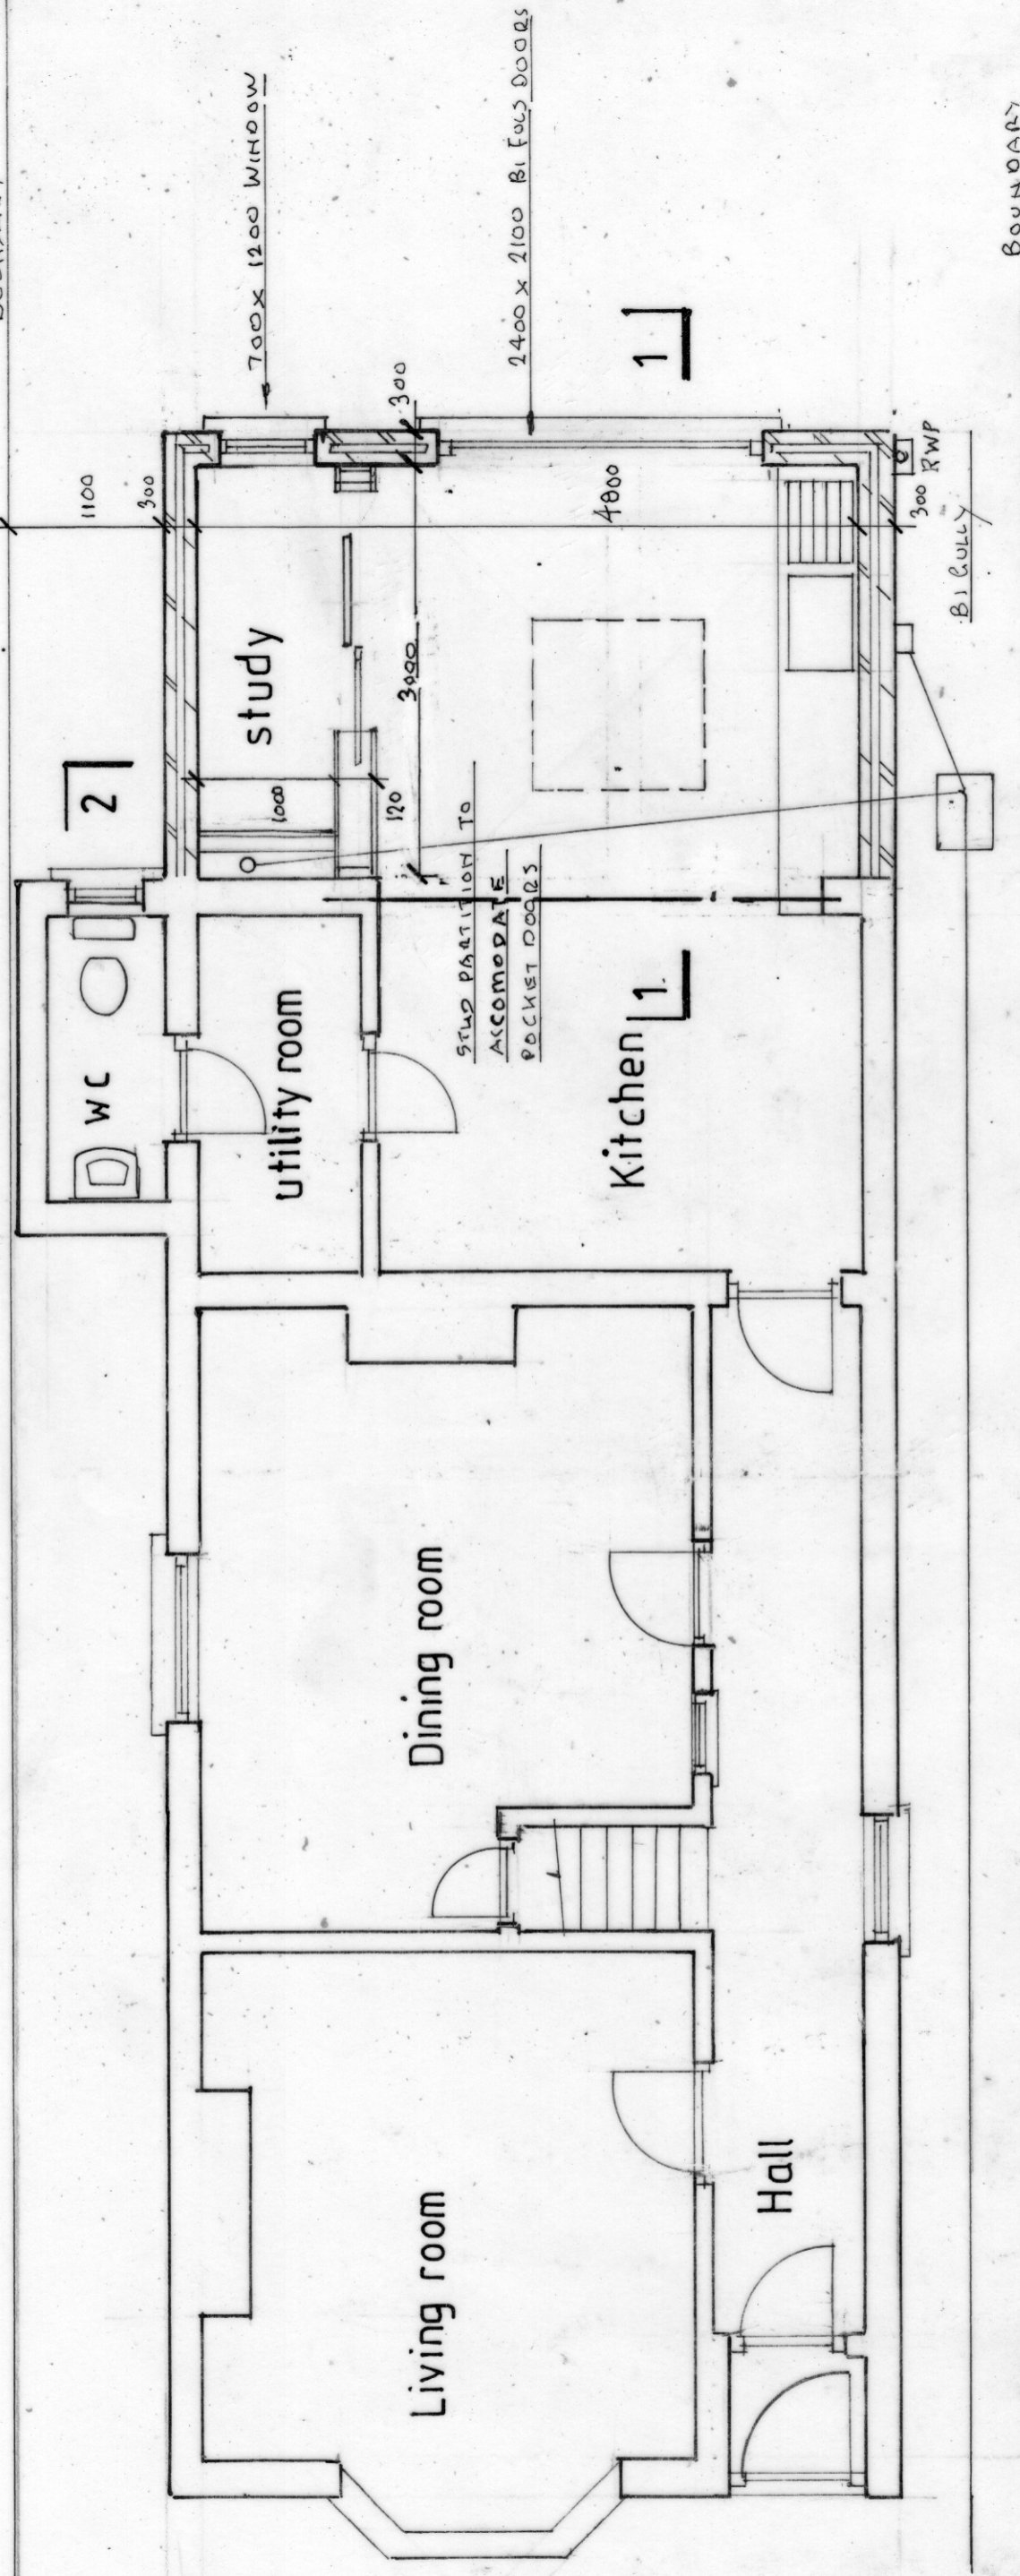 700 x 1200 WINDOW
2400 x 2100 BI FOLD DOORS
BOUNDARY
1100
300
300
1
4800
300 RWP
BI GULLY
study
3000
2
1000
120
STUD PARTITION TO
ACCOMODATE
POCKET DOORS
WC
utility room
Kitchen
1
Dining room
Living room
Hall